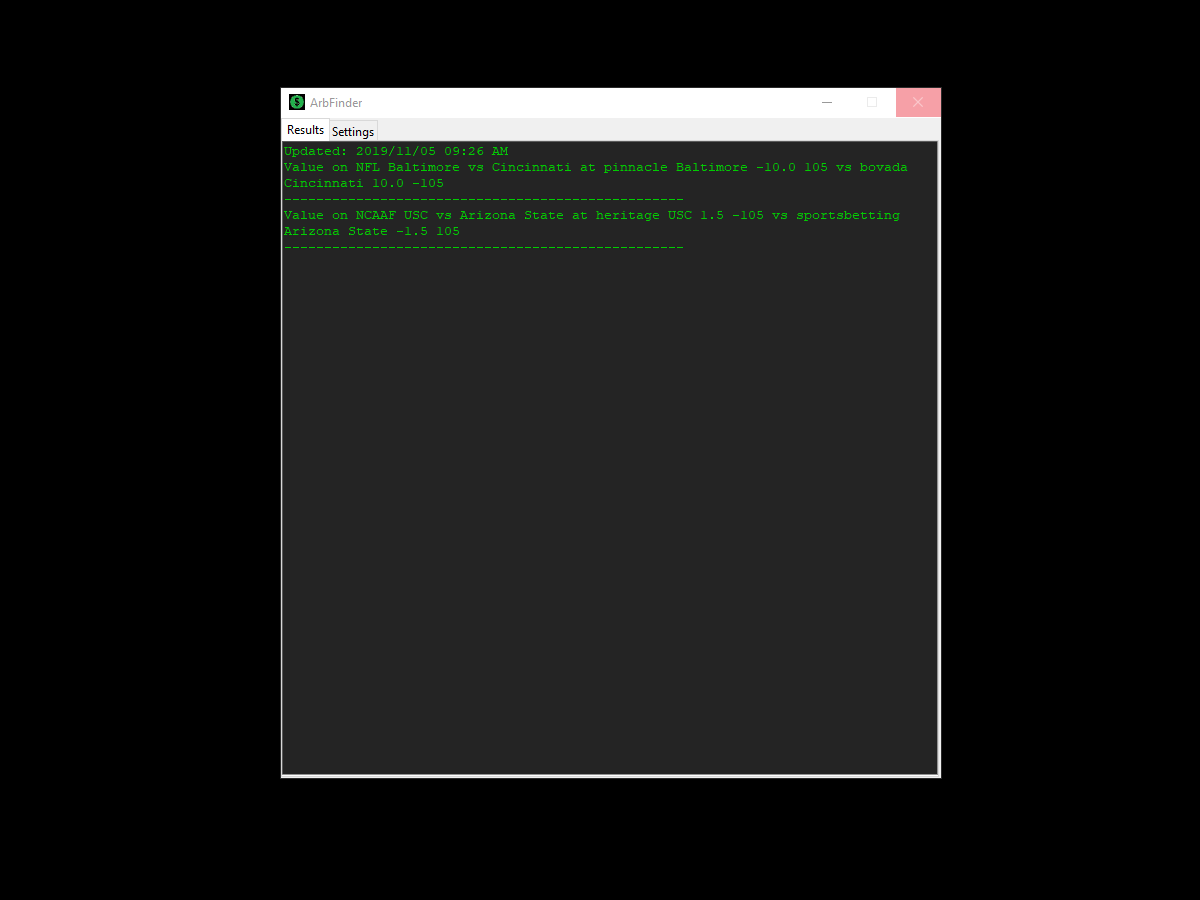 ArbFinder
Results Settings
Updated: 2019/11/05 09:26 AM
Value on NFL Baltimore vs Cincinnati at pinnacle Baltimore -10.0 105 vs bovada
Cincinnati 10.0 -105
--------------------------------------------------
Value on NCAAF USC vs Arizona State at heritage USC 1.5 -105 vs sportsbetting
Arizona State -1.5 105
--------------------------------------------------